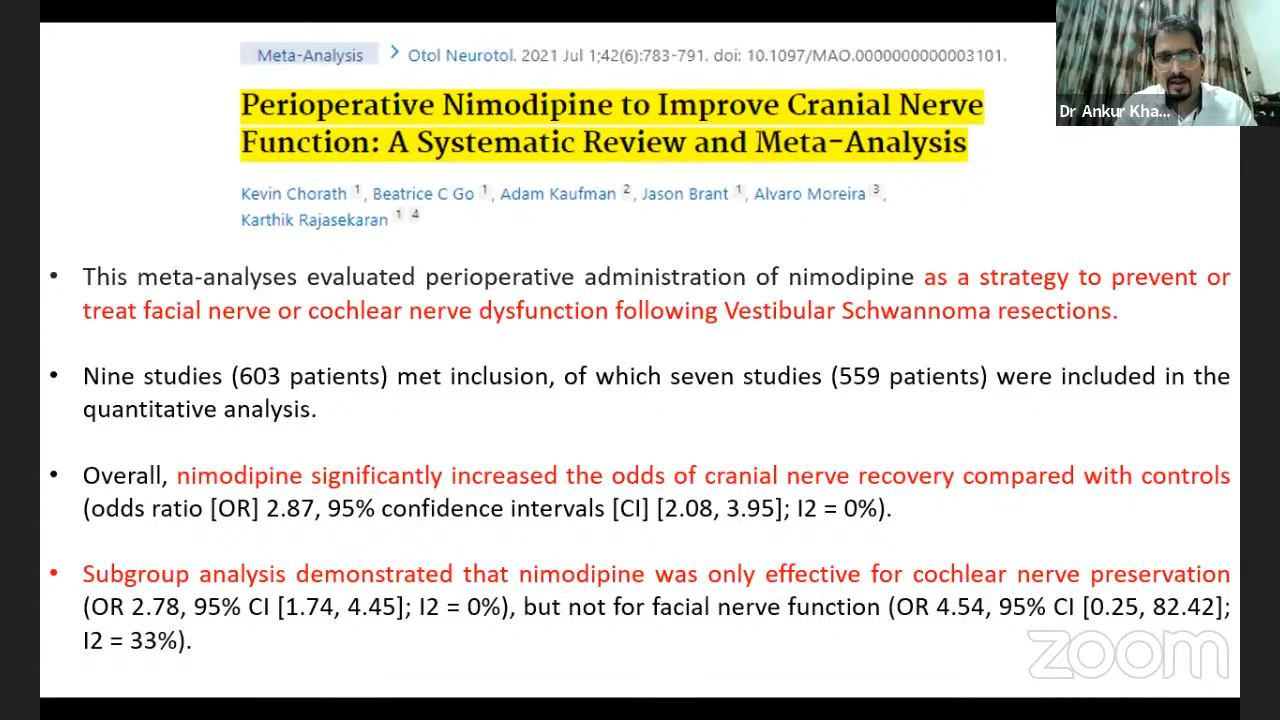 Meta-Analysis > Otol Neurotol. 2021 Jul 1;42(6):783-791. doi: 10.1097/MAO.0000000000003101.
Perioperative Nimodipine to Improve Cranial Nerve
Function: A Systematic Review and Meta-Analysis
Kevin Chorath 1, Beatrice C Go 1, Adam Kaufman 2, Jason Brant 1, Alvaro Moreira 3,
Karthik Rajasekaran 1 4
Dr Ankur Kha...
• This meta-analyses evaluated perioperative administration of nimodipine as a strategy to prevent or
treat facial nerve or cochlear nerve dysfunction following Vestibular Schwannoma resections.
• Nine studies (603 patients) met inclusion, of which seven studies (559 patients) were included in the
quantitative analysis.
• Overall, nimodipine significantly increased the odds of cranial nerve recovery compared with controls
(odds ratio [OR] 2.87, 95% confidence intervals [CI] [2.08, 3.95]; I2 = 0%).
• Subgroup analysis demonstrated that nimodipine was only effective for cochlear nerve preservation
(OR 2.78, 95% CI [1.74, 4.45]; I2 = 0%), but not for facial nerve function (OR 4.54, 95% CI [0.25, 82.42];
I2 = 33%).
zoom